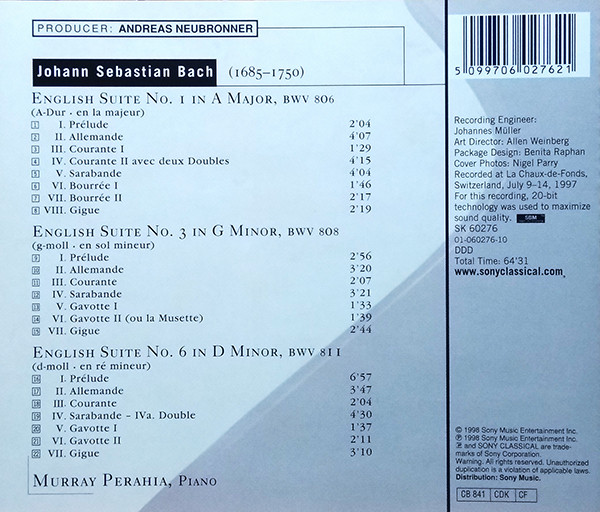 PRODUCER: ANDREAS NEUBRONNER
Johann Sebastian Bach (1685–1750)
ENGLISH SUITE NO. 1 IN A MAJOR, BWV 806
(A-Dur · en la majeur)
1 I. Prélude 2'04
2 II. Allemande 4'07
3 III. Courante I 1'29
4 IV. Courante II avec deux Doubles 4'15
5 V. Sarabande 4'04
6 VI. Bourrée I 1'46
7 VII. Bourrée II 2'17
8 VIII. Gigue 2'19
ENGLISH SUITE NO. 3 IN G MINOR, BWV 808
(g-moll · en sol mineur)
9 I. Prélude 2'56
10 II. Allemande 3'20
11 III. Courante 2'07
12 IV. Sarabande 3'21
13 V. Gavotte I 1'33
14 VI. Gavotte II (ou la Musette) 1'39
15 VII. Gigue 2'44
ENGLISH SUITE NO. 6 IN D MINOR, BWV 811
(d-moll · en ré mineur)
16 I. Prélude 6'57
17 II. Allemande 3'47
18 III. Courante 2'04
19 IV. Sarabande – IVa. Double 4'30
20 V. Gavotte I 1'37
21 VI. Gavotte II 2'11
22 VII. Gigue 3'10
MURRAY PERAHIA, PIANO
5 099706 027621
Recording Engineer:
Johannes Müller
Art Director: Allen Weinberg
Package Design: Benita Raphan
Cover Photos: Nigel Parry
Recorded at La Chaux-de-Fonds,
Switzerland, July 9–14, 1997
For this recording, 20-bit
technology was used to maximize
sound quality. SBM
SK 60276
01-060276-10
DDD
Total Time: 64'31
www.sonyclassical.com
© 1998 Sony Music Entertainment Inc.
℗ 1998 Sony Music Entertainment Inc.
and SONY CLASSICAL are trade-
marks of Sony Corporation.
Warning: All rights reserved. Unauthorized
duplication is a violation of applicable laws.
Distribution: Sony Music.
CB 841 CDK CF